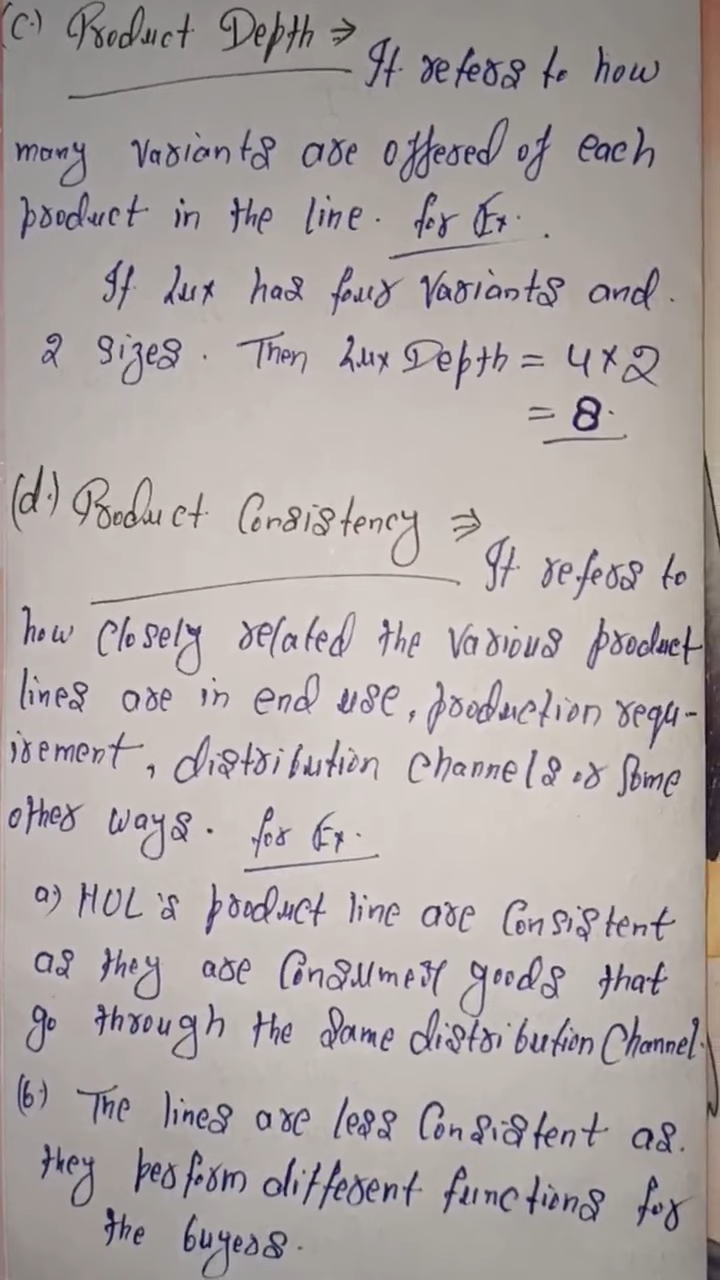 (c.) Product Depth ⇒
It refers to how
many variants are offered of each
product in the line. for Ex.
If Lux has four variants and
2 sizes. Then Lux Depth = 4 × 2
= 8.
(d.) Product Consistency ⇒
It refers to
how closely related the various product
lines are in end use, production requ-
irement, distribution channels or some
other ways. for Ex.
a) HUL's product line are Consistent
as they are Consumer goods that
go through the same distribution Channel.
(b.) The lines are less Consistent as
they perform different functions for
the buyers.